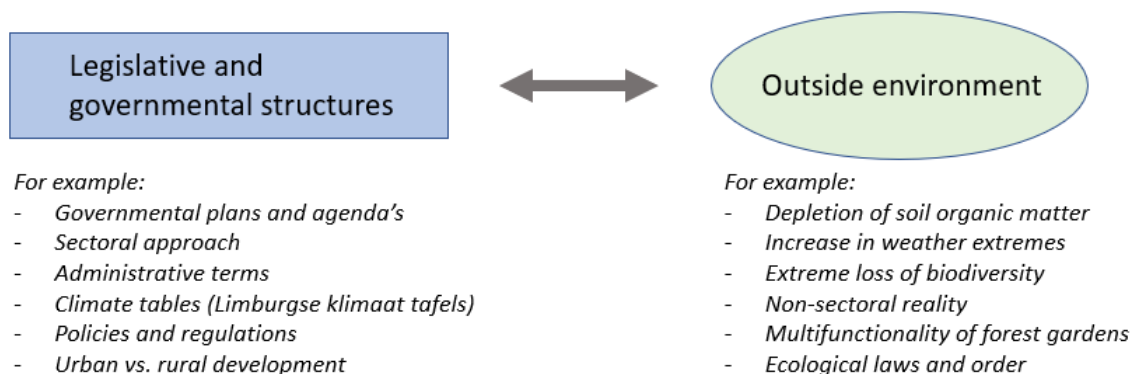 Legislative and
governmental structures
Outside environment
For example:
- Governmental plans and agenda's
- Sectoral approach
- Administrative terms
- Climate tables (Limburgse klimaat tafels)
- Policies and regulations
- Urban vs. rural development
For example:
- Depletion of soil organic matter
- Increase in weather extremes
- Extreme loss of biodiversity
- Non-sectoral reality
- Multifunctionality of forest gardens
- Ecological laws and order